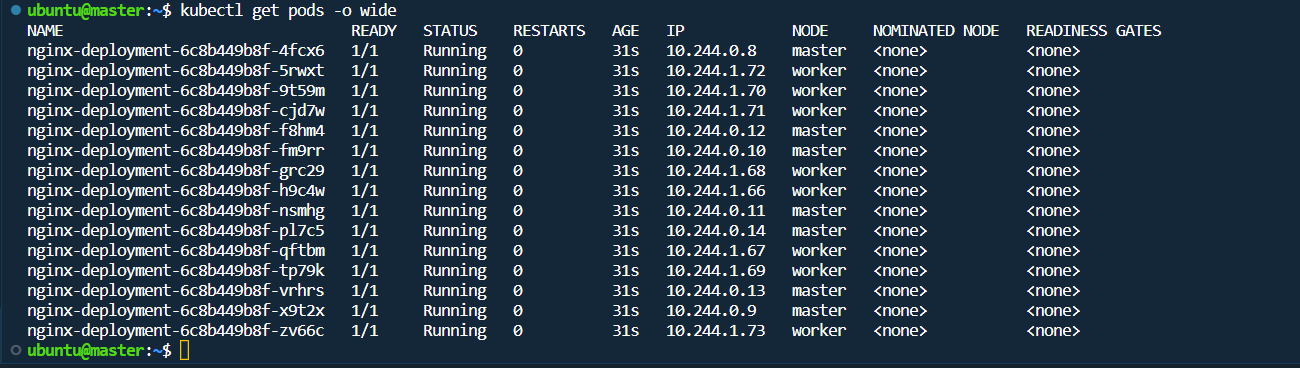 ubuntu@master:~$ kubectl get pods -o wide
NAME READY STATUS RESTARTS AGE IP NODE NOMINATED NODE READINESS GATES
nginx-deployment-6c8b449b8f-4fcx6 1/1 Running 0 31s 10.244.0.8 master <none> <none>
nginx-deployment-6c8b449b8f-5rwxt 1/1 Running 0 31s 10.244.1.72 worker <none> <none>
nginx-deployment-6c8b449b8f-9t59m 1/1 Running 0 31s 10.244.1.70 worker <none> <none>
nginx-deployment-6c8b449b8f-cjd7w 1/1 Running 0 31s 10.244.1.71 worker <none> <none>
nginx-deployment-6c8b449b8f-f8hm4 1/1 Running 0 31s 10.244.0.12 master <none> <none>
nginx-deployment-6c8b449b8f-fm9rr 1/1 Running 0 31s 10.244.0.10 master <none> <none>
nginx-deployment-6c8b449b8f-grc29 1/1 Running 0 31s 10.244.1.68 worker <none> <none>
nginx-deployment-6c8b449b8f-h9c4w 1/1 Running 0 31s 10.244.1.66 worker <none> <none>
nginx-deployment-6c8b449b8f-nsmhg 1/1 Running 0 31s 10.244.0.11 master <none> <none>
nginx-deployment-6c8b449b8f-pl7c5 1/1 Running 0 31s 10.244.0.14 master <none> <none>
nginx-deployment-6c8b449b8f-qftbm 1/1 Running 0 31s 10.244.1.67 worker <none> <none>
nginx-deployment-6c8b449b8f-tp79k 1/1 Running 0 31s 10.244.1.69 worker <none> <none>
nginx-deployment-6c8b449b8f-vrhrs 1/1 Running 0 31s 10.244.0.13 master <none> <none>
nginx-deployment-6c8b449b8f-x9t2x 1/1 Running 0 31s 10.244.0.9 master <none> <none>
nginx-deployment-6c8b449b8f-zv66c 1/1 Running 0 31s 10.244.1.73 worker <none> <none>
ubuntu@master:~$